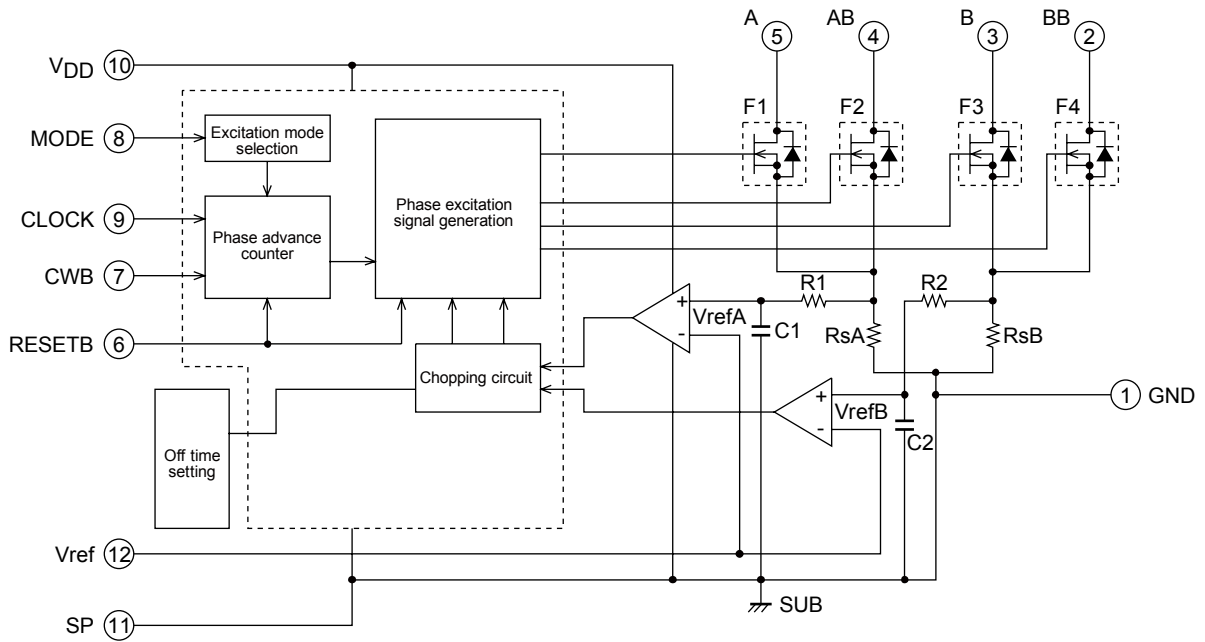 A
AB
B
BB
5
4
3
2
VDD
10
F1
F2
F3
F4
MODE
8
Excitation mode
selection
Phase excitation
signal generation
CLOCK
9
Phase advance
counter
CWB
7
R1
R2
VrefA
+
-
C1
RsA
RsB
RESETB
6
Chopping circuit
1
GND
+
-
VrefB
C2
Off time
setting
Vref
12
SUB
SP
11